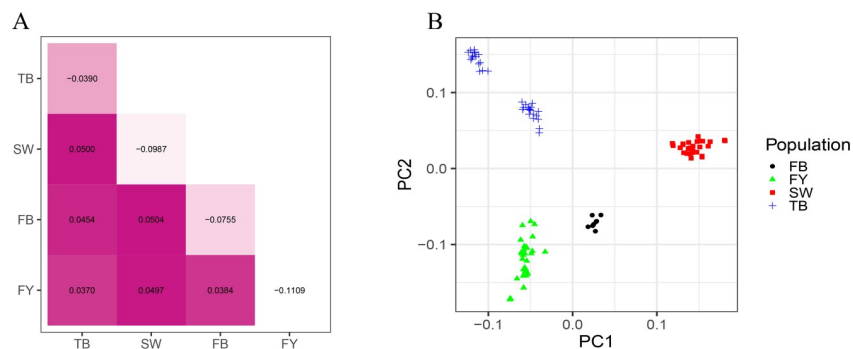 A
TB
SW
FB
FY
−0.0390
0.0500 −0.0987
0.0454 0.0504 −0.0755
0.0370 0.0497 0.0384 −0.1109
TB SW FB FY
B
PC2
0.1
0.0
−0.1
−0.1 0.0 0.1
PC1
Population
FB
FY
SW
TB